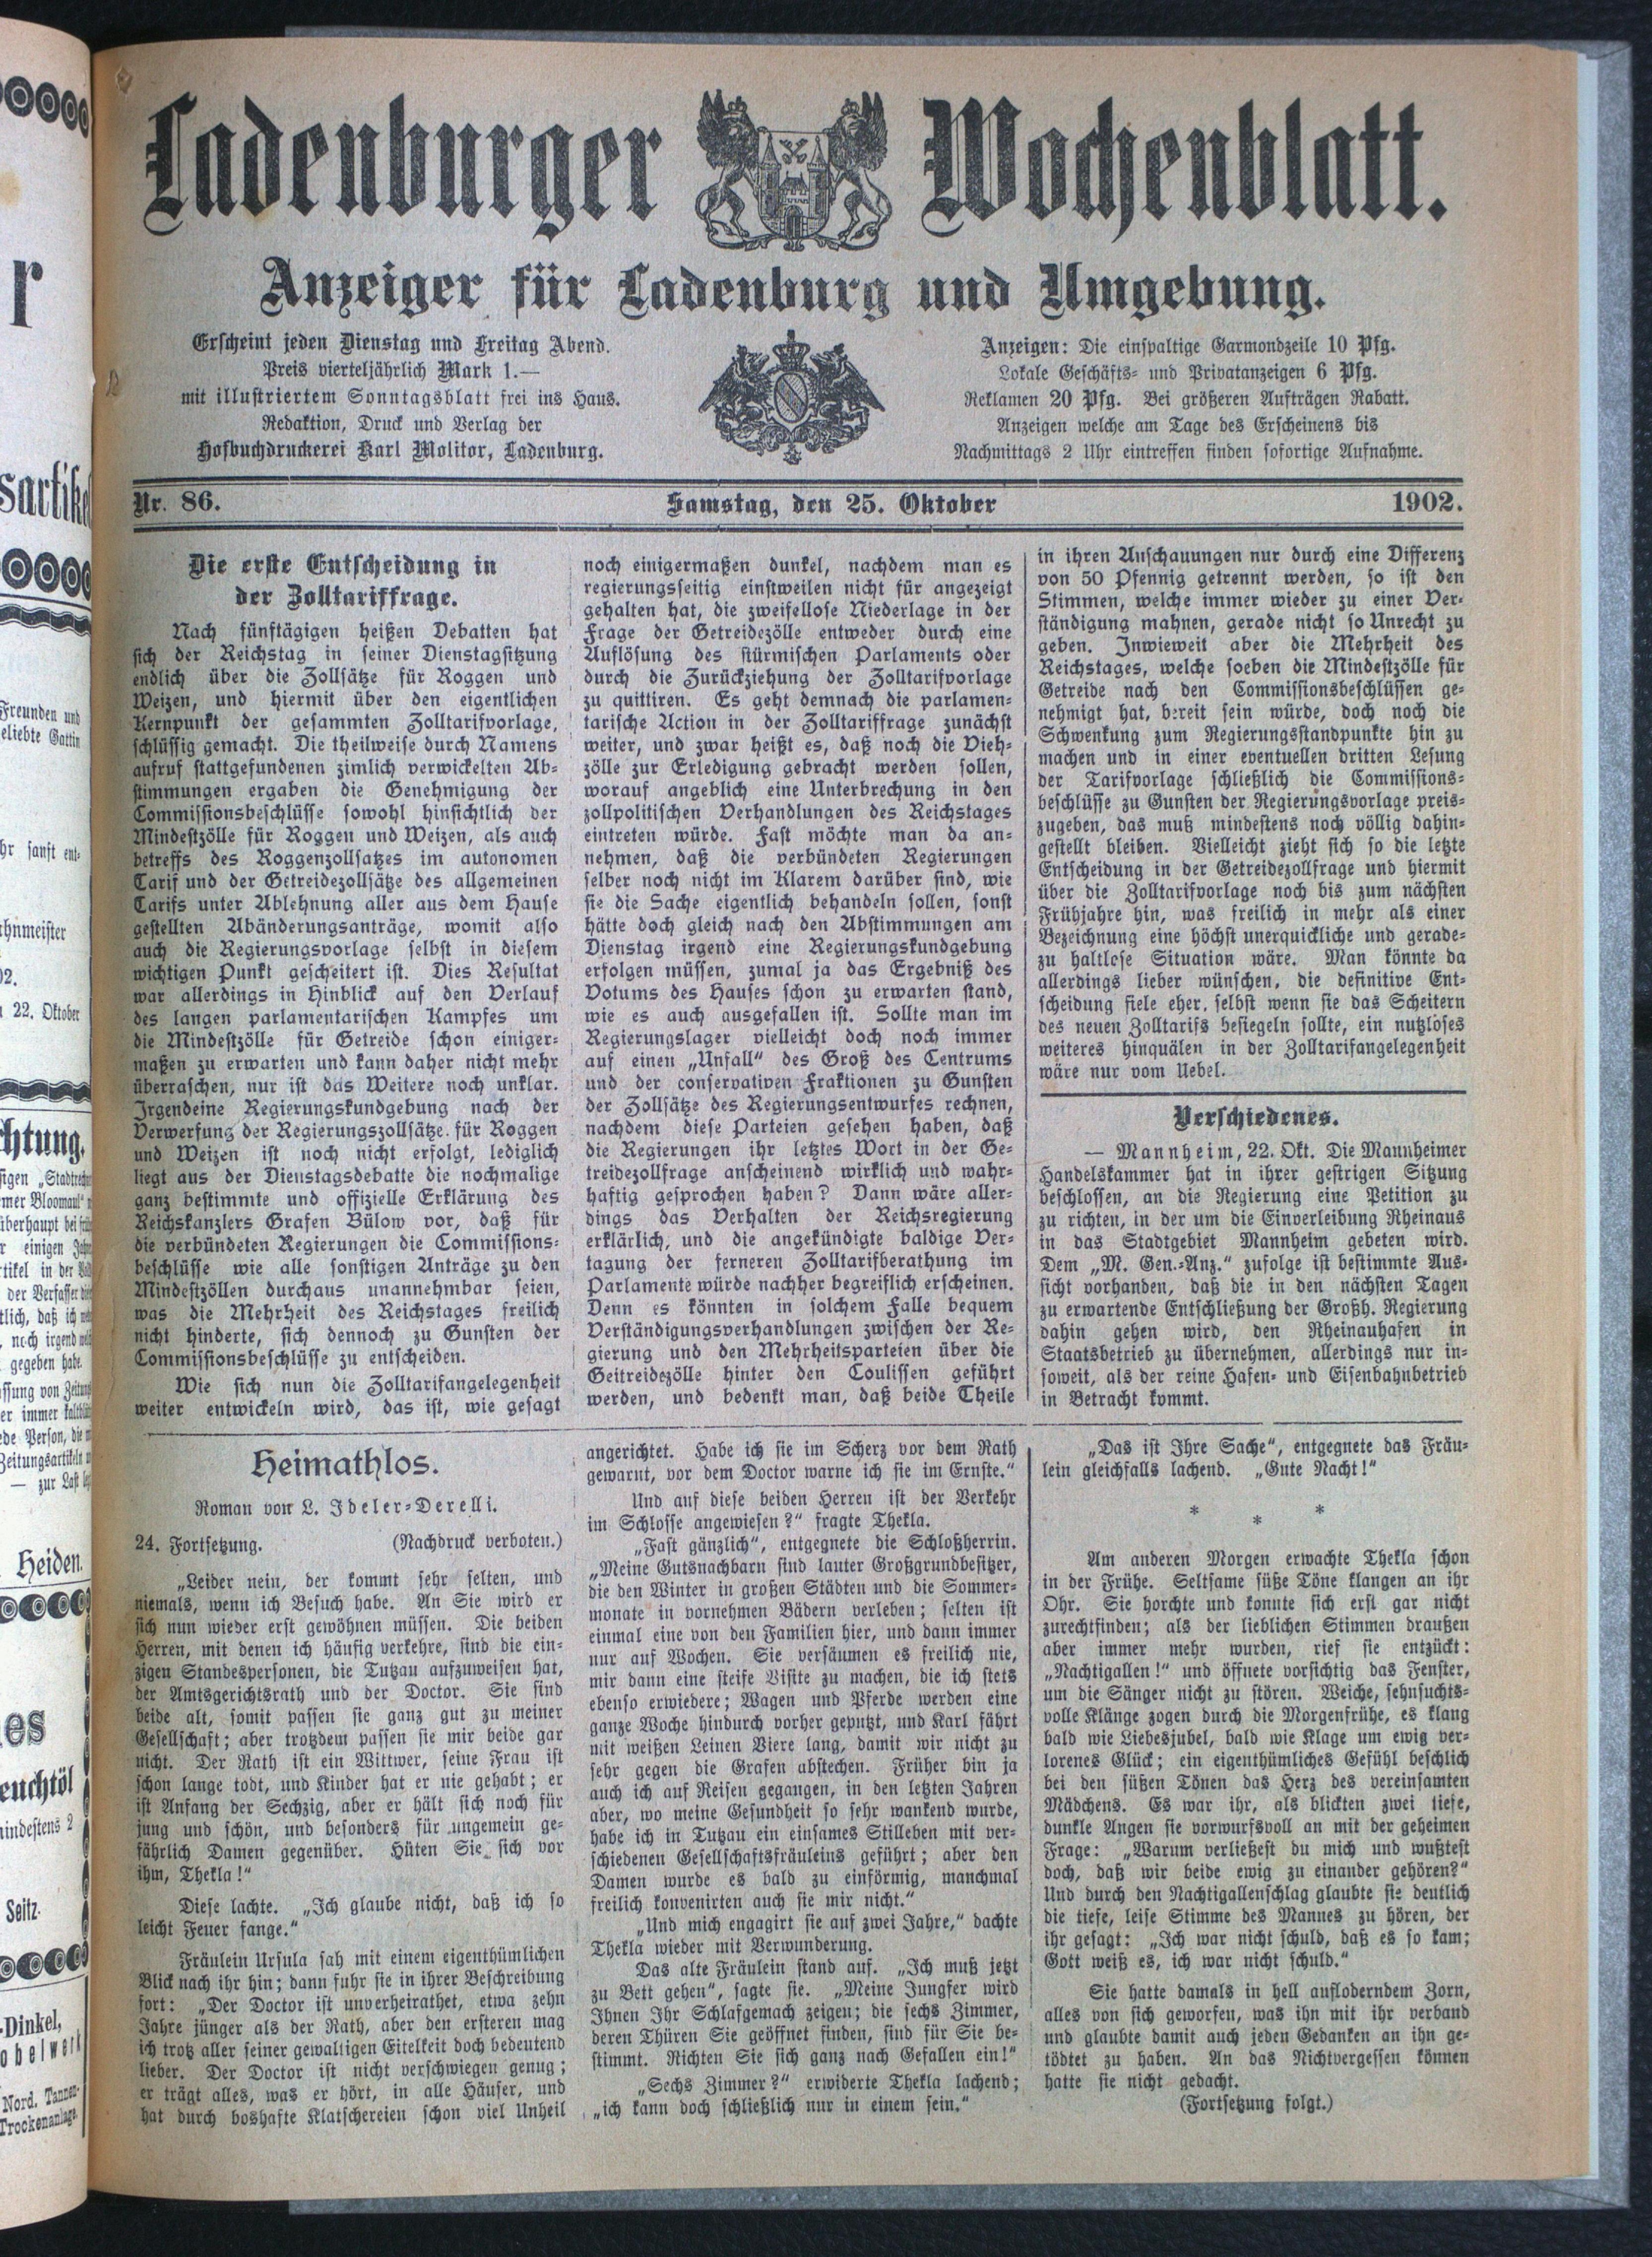 Ladenburger Wochenblatt.
Anzeiger für Ladenburg und Umgebung.
Erscheint jeden Dienstag und Freitag Abend.
Preis vierteljährlich Mark 1.—
mit illustriertem Sonntagsblatt frei ins Haus.
Redaktion, Druck und Verlag der
Hofbuchdruckerei Karl Molitor, Ladenburg.
Anzeigen: Die einspaltige Garmondzeile 10 Pfg.
Lokale Geschäfts- und Privatanzeigen 6 Pfg.
Reklamen 20 Pfg. Bei größeren Aufträgen Rabatt.
Anzeigen welche am Tage des Erscheinens bis
Nachmittags 2 Uhr eintreffen finden sofortige Aufnahme.
Nr. 86. Samstag, den 25. Oktober 1902.
Die erste Entscheidung in
der Zolltariffrage.
Nach fünftägigen heißen Debatten hat
sich der Reichstag in seiner Dienstagsitzung
endlich über die Zollsätze für Roggen und
Weizen, und hiermit über den eigentlichen
Kernpunkt der gesammten Zolltarifvorlage,
schlüssig gemacht. Die theilweise durch Namens
aufruf stattgefundenen zimlich verwickelten Ab-
stimmungen ergaben die Genehmigung der
Commissionsbeschlüsse sowohl hinsichtlich der
Mindestzölle für Roggen und Weizen, als auch
betreffs des Roggenzollsatzes im autonomen
Tarif und der Getreidezollsätze des allgemeinen
Tarifs unter Ablehnung aller aus dem Hause
gestellten Abänderungsanträge, womit also
auch die Regierungsvorlage selbst in diesem
wichtigen Punkt gescheitert ist. Dies Resultat
war allerdings in Hinblick auf den Verlauf
des langen parlamentarischen Kampfes um
die Mindestzölle für Getreide schon einiger-
maßen zu erwarten und kann daher nicht mehr
überraschen, nur ist das Weitere noch unklar.
Irgendeine Regierungskundgebung nach der
Verwerfung der Regierungszollsätze für Roggen
und Weizen ist noch nicht erfolgt, lediglich
liegt aus der Dienstagsdebatte die nochmalige
ganz bestimmte und offizielle Erklärung des
Reichskanzlers Grafen Bülow vor, daß für
die verbündeten Regierungen die Commissions-
beschlüsse wie alle sonstigen Anträge zu den
Mindestzöllen durchaus unannehmbar seien,
was die Mehrheit des Reichstages freilich
nicht hinderte, sich dennoch zu Gunsten der
Commissionsbeschlüsse zu entscheiden.
Wie sich nun die Zolltarifangelegenheit
weiter entwickeln wird, das ist, wie gesagt
noch einigermaßen dunkel, nachdem man es
regierungsseitig einstweilen nicht für angezeigt
gehalten hat, die zweifellose Niederlage in der
Frage der Getreidezölle entweder durch eine
Auflösung des stürmischen Parlaments oder
durch die Zurückziehung der Zolltarifvorlage
zu quittiren. Es geht demnach die parlamen-
tarische Action in der Zolltariffrage zunächst
weiter, und zwar heißt es, daß noch die Vieh-
zölle zur Erledigung gebracht werden sollen,
worauf angeblich eine Unterbrechung in den
zollpolitischen Verhandlungen des Reichstages
eintreten würde. Fast möchte man da an-
nehmen, daß die verbündeten Regierungen
selber noch nicht im Klarem darüber sind, wie
sie die Sache eigentlich behandeln sollen, sonst
hätte doch gleich nach den Abstimmungen am
Dienstag irgend eine Regierungskundgebung
erfolgen müssen, zumal ja das Ergebniß des
Votums des Hauses schon zu erwarten stand,
wie es auch ausgefallen ist. Sollte man im
Regierungslager vielleicht doch noch immer
auf einen „Unfall“ des Groß des Centrums
und der conservativen Fraktionen zu Gunsten
der Zollsätze des Regierungsentwurfes rechnen,
nachdem diese Parteien gesehen haben, daß
die Regierungen ihr letztes Wort in der Ge-
treidezollfrage anscheinend wirklich und wahr-
haftig gesprochen haben? Dann wäre aller-
dings das Verhalten der Reichsregierung
erklärlich, und die angekündigte baldige Ver-
tagung der ferneren Zolltarifberathung im
Parlamente würde nachher begreiflich erscheinen.
Denn es könnten in solchem Falle bequem
Verständigungsverhandlungen zwischen der Re-
gierung und den Mehrheitsparteien über die
Geitreidezölle hinter den Coulissen geführt
werden, und bedenkt man, daß beide Theile
in ihren Anschauungen nur durch eine Differenz
von 50 Pfennig getrennt werden, so ist den
Stimmen, welche immer wieder zu einer Ver-
ständigung mahnen, gerade nicht so Unrecht zu
geben. Inwieweit aber die Mehrheit des
Reichstages, welche soeben die Mindestzölle für
Getreide nach den Commissionsbeschlüssen ge-
nehmigt hat, bereit sein würde, doch noch die
Schwenkung zum Regierungsstandpunkte hin zu
machen und in einer eventuellen dritten Lesung
der Tarifvorlage schließlich die Commissions-
beschlüsse zu Gunsten der Regierungsvorlage preis-
zugeben, das muß mindestens noch völlig dahin-
gestellt bleiben. Vielleicht zieht sich so die letzte
Entscheidung in der Getreidezollfrage und hiermit
über die Zolltarifvorlage noch bis zum nächsten
Frühjahre hin, was freilich in mehr als einer
Bezeichnung eine höchst unerquickliche und gerade-
zu haltlose Situation wäre. Man könnte da
allerdings lieber wünschen, die definitive Ent-
scheidung fiele eher, selbst wenn sie das Scheitern
des neuen Zolltarifs besiegeln sollte, ein nutzloses
weiteres hinquälen in der Zolltarifangelegenheit
wäre nur vom Uebel.
Verschiedenes.
— Mannheim, 22. Okt. Die Mannheimer
Handelskammer hat in ihrer gestrigen Sitzung
beschlossen, an die Regierung eine Petition zu
zu richten, in der um die Einverleibung Rheinaus
in das Stadtgebiet Mannheim gebeten wird.
Dem „M. Gen.-Anz.“ zufolge ist bestimmte Aus-
sicht vorhanden, daß die in den nächsten Tagen
zu erwartende Entschließung der Großh. Regierung
dahin gehen wird, den Rheinauhafen in
Staatsbetrieb zu übernehmen, allerdings nur in-
soweit, als der reine Hafen- und Eisenbahnbetrieb
in Betracht kommt.
Heimathlos.
Roman von L. Ideler-Derelli.
24. Fortsetzung. (Nachdruck verboten.)
„Leider nein, der kommt sehr selten, und
niemals, wenn ich Besuch habe. An Sie wird er
sich nun wieder erst gewöhnen müssen. Die beiden
Herren, mit denen ich häufig verkehre, sind die ein-
zigen Standespersonen, die Tutzau aufzuweisen hat,
der Amtsgerichtsrath und der Doctor. Sie sind
beide alt, somit passen sie ganz gut zu meiner
Gesellschaft; aber trotzdem passen sie mir beide gar
nicht. Der Rath ist ein Wittwer, seine Frau ist
schon lange todt, und Kinder hat er nie gehabt; er
ist Anfang der Sechzig, aber er hält sich noch für
jung und schön, und besonders für ungemein ge-
fährlich Damen gegenüber. Hüten Sie sich vor
ihm, Thekla!“
Diese lachte. „Ich glaube nicht, daß ich so
leicht Feuer fange.“
Fräulein Ursula sah mit einem eigenthümlichen
Blick nach ihr hin; dann fuhr sie in ihrer Beschreibung
fort: „Der Doctor ist unverheirathet, etwa zehn
Jahre jünger als der Rath, aber den ersteren mag
ich trotz aller seiner gewaltigen Eitelkeit doch bedeutend
lieber. Der Doctor ist nicht verschwiegen genug;
er trägt alles, was er hört, in alle Häuser, und
hat durch boshafte Klatschereien schon viel Unheil
angerichtet. Habe ich sie im Scherz vor dem Rath
gewarnt, vor dem Doctor warne ich sie im Ernste.“
Und auf diese beiden Herren ist der Verkehr
im Schlosse angewiesen?“ fragte Thekla.
„Fast gänzlich“, entgegnete die Schloßherrin.
„Meine Gutsnachbarn sind lauter Großgrundbesitzer,
die den Winter in großen Städten und die Sommer-
monate in vornehmen Bädern verleben; selten ist
einmal eine von den Familien hier, und dann immer
nur auf Wochen. Sie versäumen es freilich nie,
mir dann eine steife Visite zu machen, die ich stets
ebenso erwiedere; Wagen und Pferde werden eine
ganze Woche hindurch vorher geputzt, und Karl fährt
mit weißen Leinen Viere lang, damit wir nicht zu
sehr gegen die Grafen abstechen. Früher bin ja
auch ich auf Reisen gegangen, in den letzten Jahren
aber, wo meine Gesundheit so sehr wankend wurde,
habe ich in Tutzau ein einsames Stilleben mit ver-
schiedenen Gesellschaftsfräuleins geführt; aber den
Damen wurde es bald zu einförmig, manchmal
freilich konvenirten auch sie mir nicht.“
„Und mich engagirt sie auf zwei Jahre,“ dachte
Thekla wieder mit Verwunderung.
Das alte Fräulein stand auf. „Ich muß jetzt
zu Bett gehen“, sagte sie. „Meine Jungfer wird
Ihnen Ihr Schlafgemach zeigen; die sechs Zimmer,
deren Thüren Sie geöffnet finden, sind für Sie be-
stimmt. Richten Sie sich ganz nach Gefallen ein!“
„Sechs Zimmer?“ erwiderte Thekla lachend;
„ich kann doch schließlich nur in einem sein.“
„Das ist Ihre Sache“, entgegnete das Fräu-
lein gleichfalls lachend. „Gute Nacht!“
* * *
Am anderen Morgen erwachte Thekla schon
in der Frühe. Seltsame süße Töne klangen an ihr
Ohr. Sie horchte und konnte sich erst gar nicht
zurechtfinden; als der lieblichen Stimmen draußen
aber immer mehr wurden, rief sie entzückt:
„Nachtigallen!“ und öffnete vorsichtig das Fenster,
um die Sänger nicht zu stören. Weiche, sehnsuchts-
volle Klänge zogen durch die Morgenfrühe, es klang
bald wie Liebesjubel, bald wie Klage um ewig ver-
lorenes Glück; ein eigenthümliches Gefühl beschlich
bei den süßen Tönen das Herz des vereinsamten
Mädchens. Es war ihr, als blickten zwei tiefe,
dunkle Angen sie vorwurfsvoll an mit der geheimen
Frage: „Warum verließest du mich und wußtest
doch, daß wir beide ewig zu einander gehören?“
Und durch den Nachtigallenschlag glaubte sie deutlich
die tiefe, leise Stimme des Mannes zu hören, der
ihr gesagt: „Ich war nicht schuld, daß es so kam;
Gott weiß es, ich war nicht schuld.“
Sie hatte damals in hell aufloderndem Zorn,
alles von sich geworfen, was ihn mit ihr verband
und glaubte damit auch jeden Gedanken an ihn ge-
tödtet zu haben. An das Nichtvergessen können
hatte sie nicht gedacht.
(Fortsetzung folgt.)